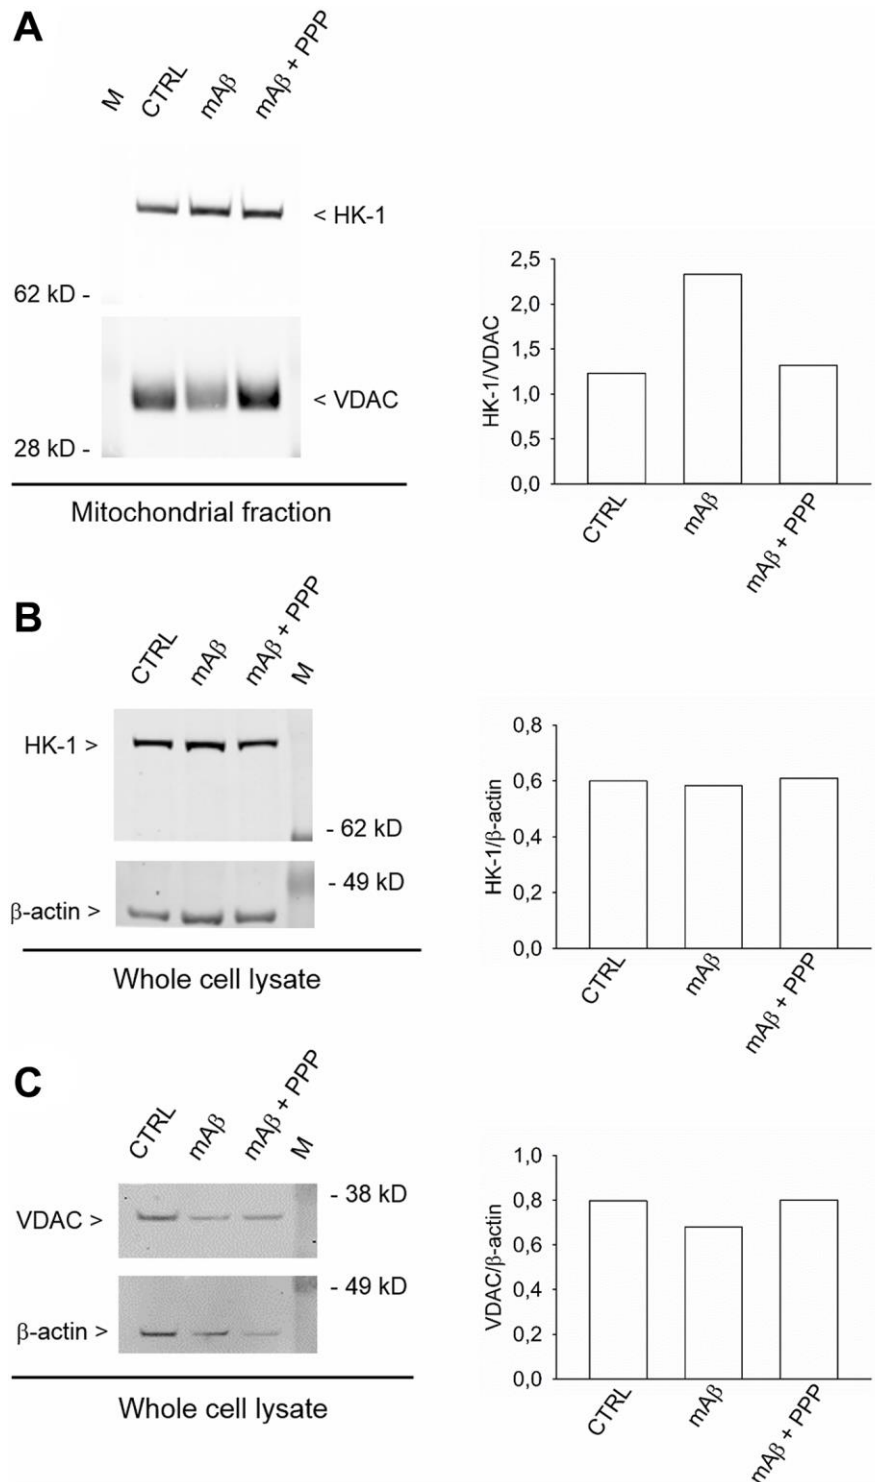 A
M
CTRL
mAβ
mAβ + PPP
< HK-1
62 kD -
< VDAC
28 kD -
Mitochondrial fraction
HK-1/VDAC
2,5
2,0
1,5
1,0
0,5
0,0
CTRL
mAβ
mAβ + PPP
B
CTRL
mAβ
mAβ + PPP
M
HK-1 >
- 62 kD
- 49 kD
β-actin >
Whole cell lysate
HK-1/β-actin
0,8
0,6
0,4
0,2
0,0
CTRL
mAβ
mAβ + PPP
C
CTRL
mAβ
mAβ + PPP
M
- 38 kD
VDAC >
- 49 kD
β-actin >
Whole cell lysate
VDAC/β-actin
1,0
0,8
0,6
0,4
0,2
0,0
CTRL
mAβ
mAβ + PPP